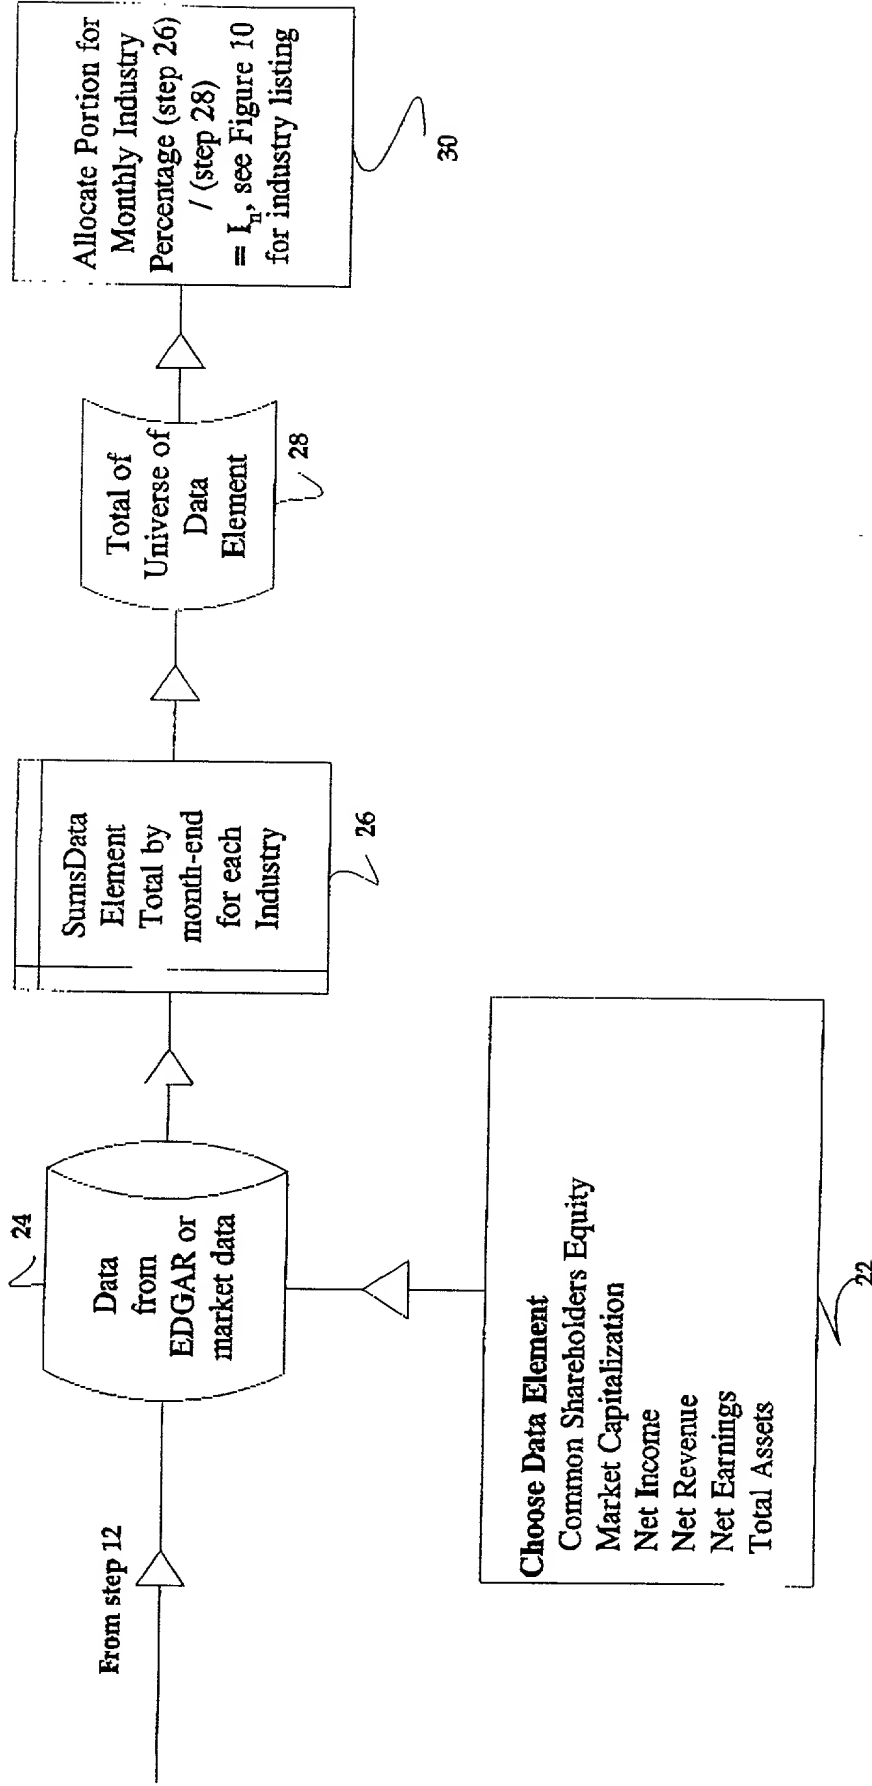 From step 12
24
Data
from
EDGAR or
market data
Choose Data Element
Common Shareholders Equity
Market Capitalization
Net Income
Net Revenue
Net Earnings
Total Assets
22
SumsData
Element
Total by
month-end
for each
Industry
26
Total of
Universe of
Data
Element
28
Allocate Portion for
Monthly Industry
Percentage (step 26)
/ (step 28)
= Iₙ, see Figure 10
for industry listing
30